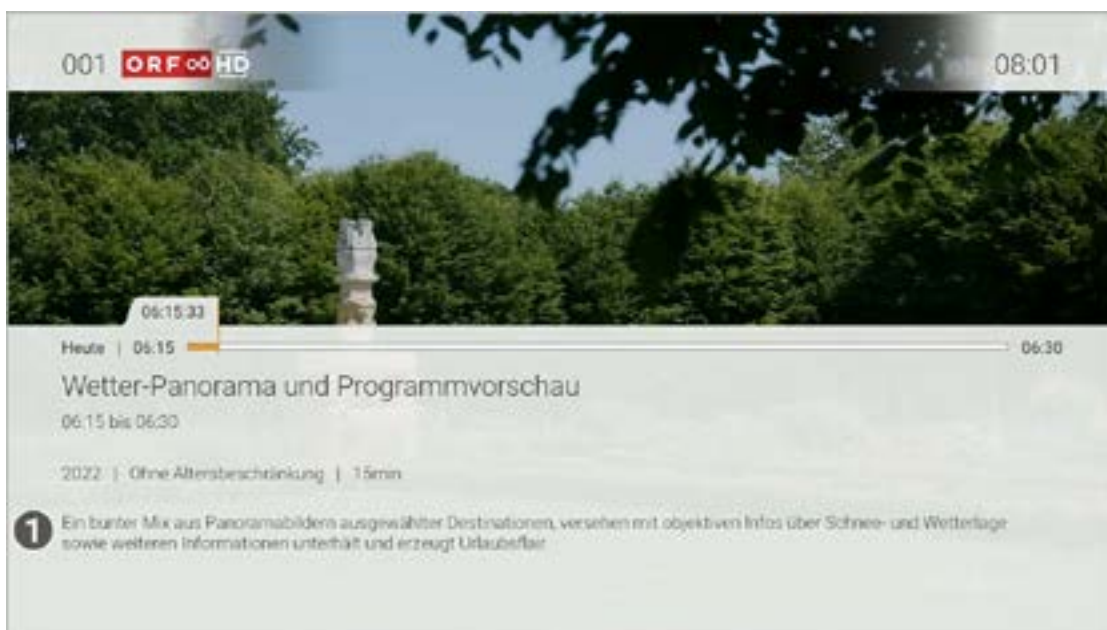 001 ORF OÖ HD 08:01
06:15:33
Heute | 06:15 06:30
Wetter-Panorama und Programmvorschau
06:15 bis 06:30
2022 | Ohne Altersbeschränkung | 15min
1 Ein bunter Mix aus Panoramabildern ausgewählter Destinationen, versehen mit objektiven Infos über Schnee- und Wetterlage
sowie weiteren Informationen unterhält und erzeugt Urlaubsflair.